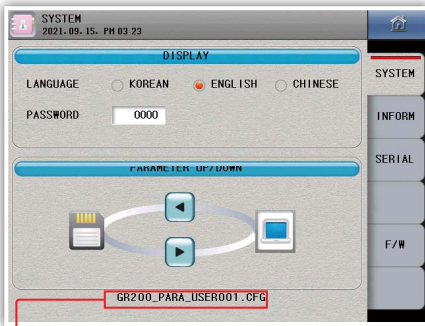 SYSTEM
2021.09.15. PM 03 23
DISPLAY
LANGUAGE KOREAN ENGLISH CHINESE
PASSWORD 0000
PARAMETER UP/DOWN
GR200_PARA_USER001.CFG
SYSTEM
INFORM
SERIAL
F/W